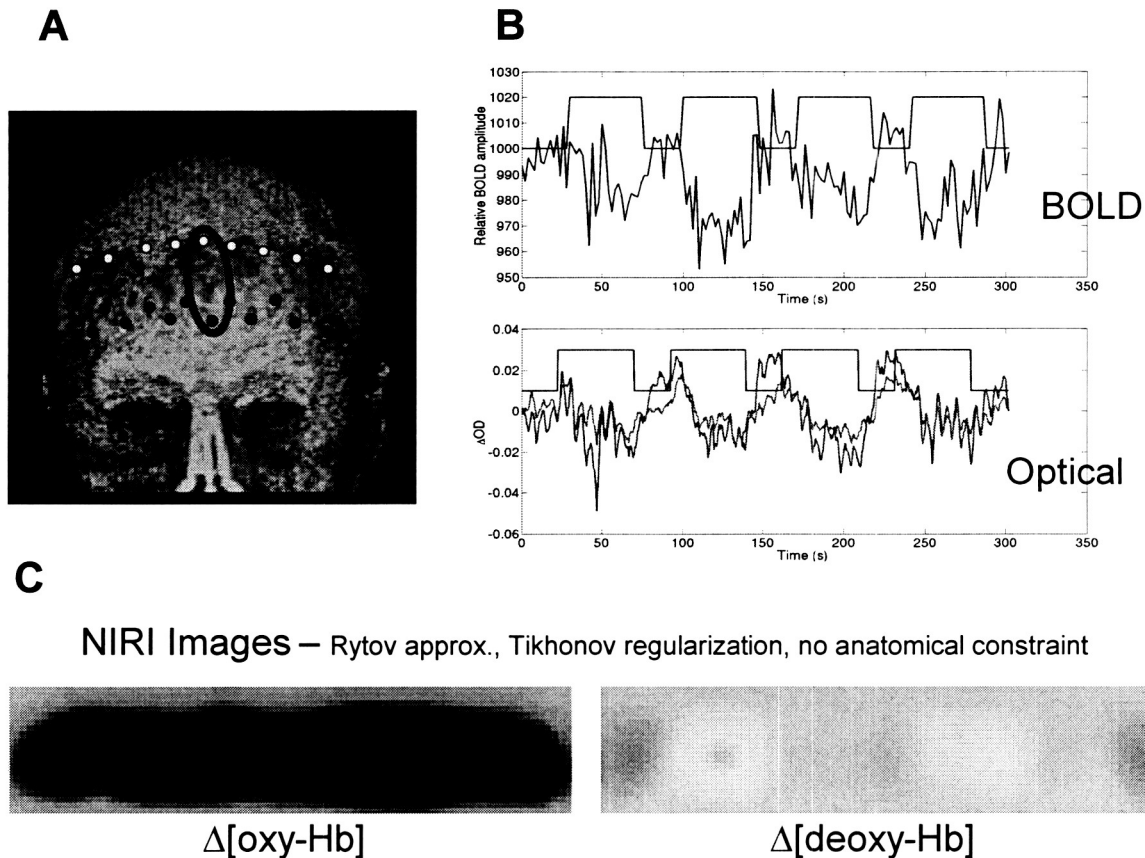 A
B
1030
1020
1010
1000
990
980
970
960
950
Relative BOLD amplitude
0
50
100
150
200
250
300
350
Time (s)
BOLD
0.04
0.02
0
-0.02
-0.04
-0.06
ΔOD
0
50
100
150
200
250
300
350
Time (s)
Optical
C
NIRI Images – Rytov approx., Tikhonov regularization, no anatomical constraint
Δ[oxy-Hb]
Δ[deoxy-Hb]